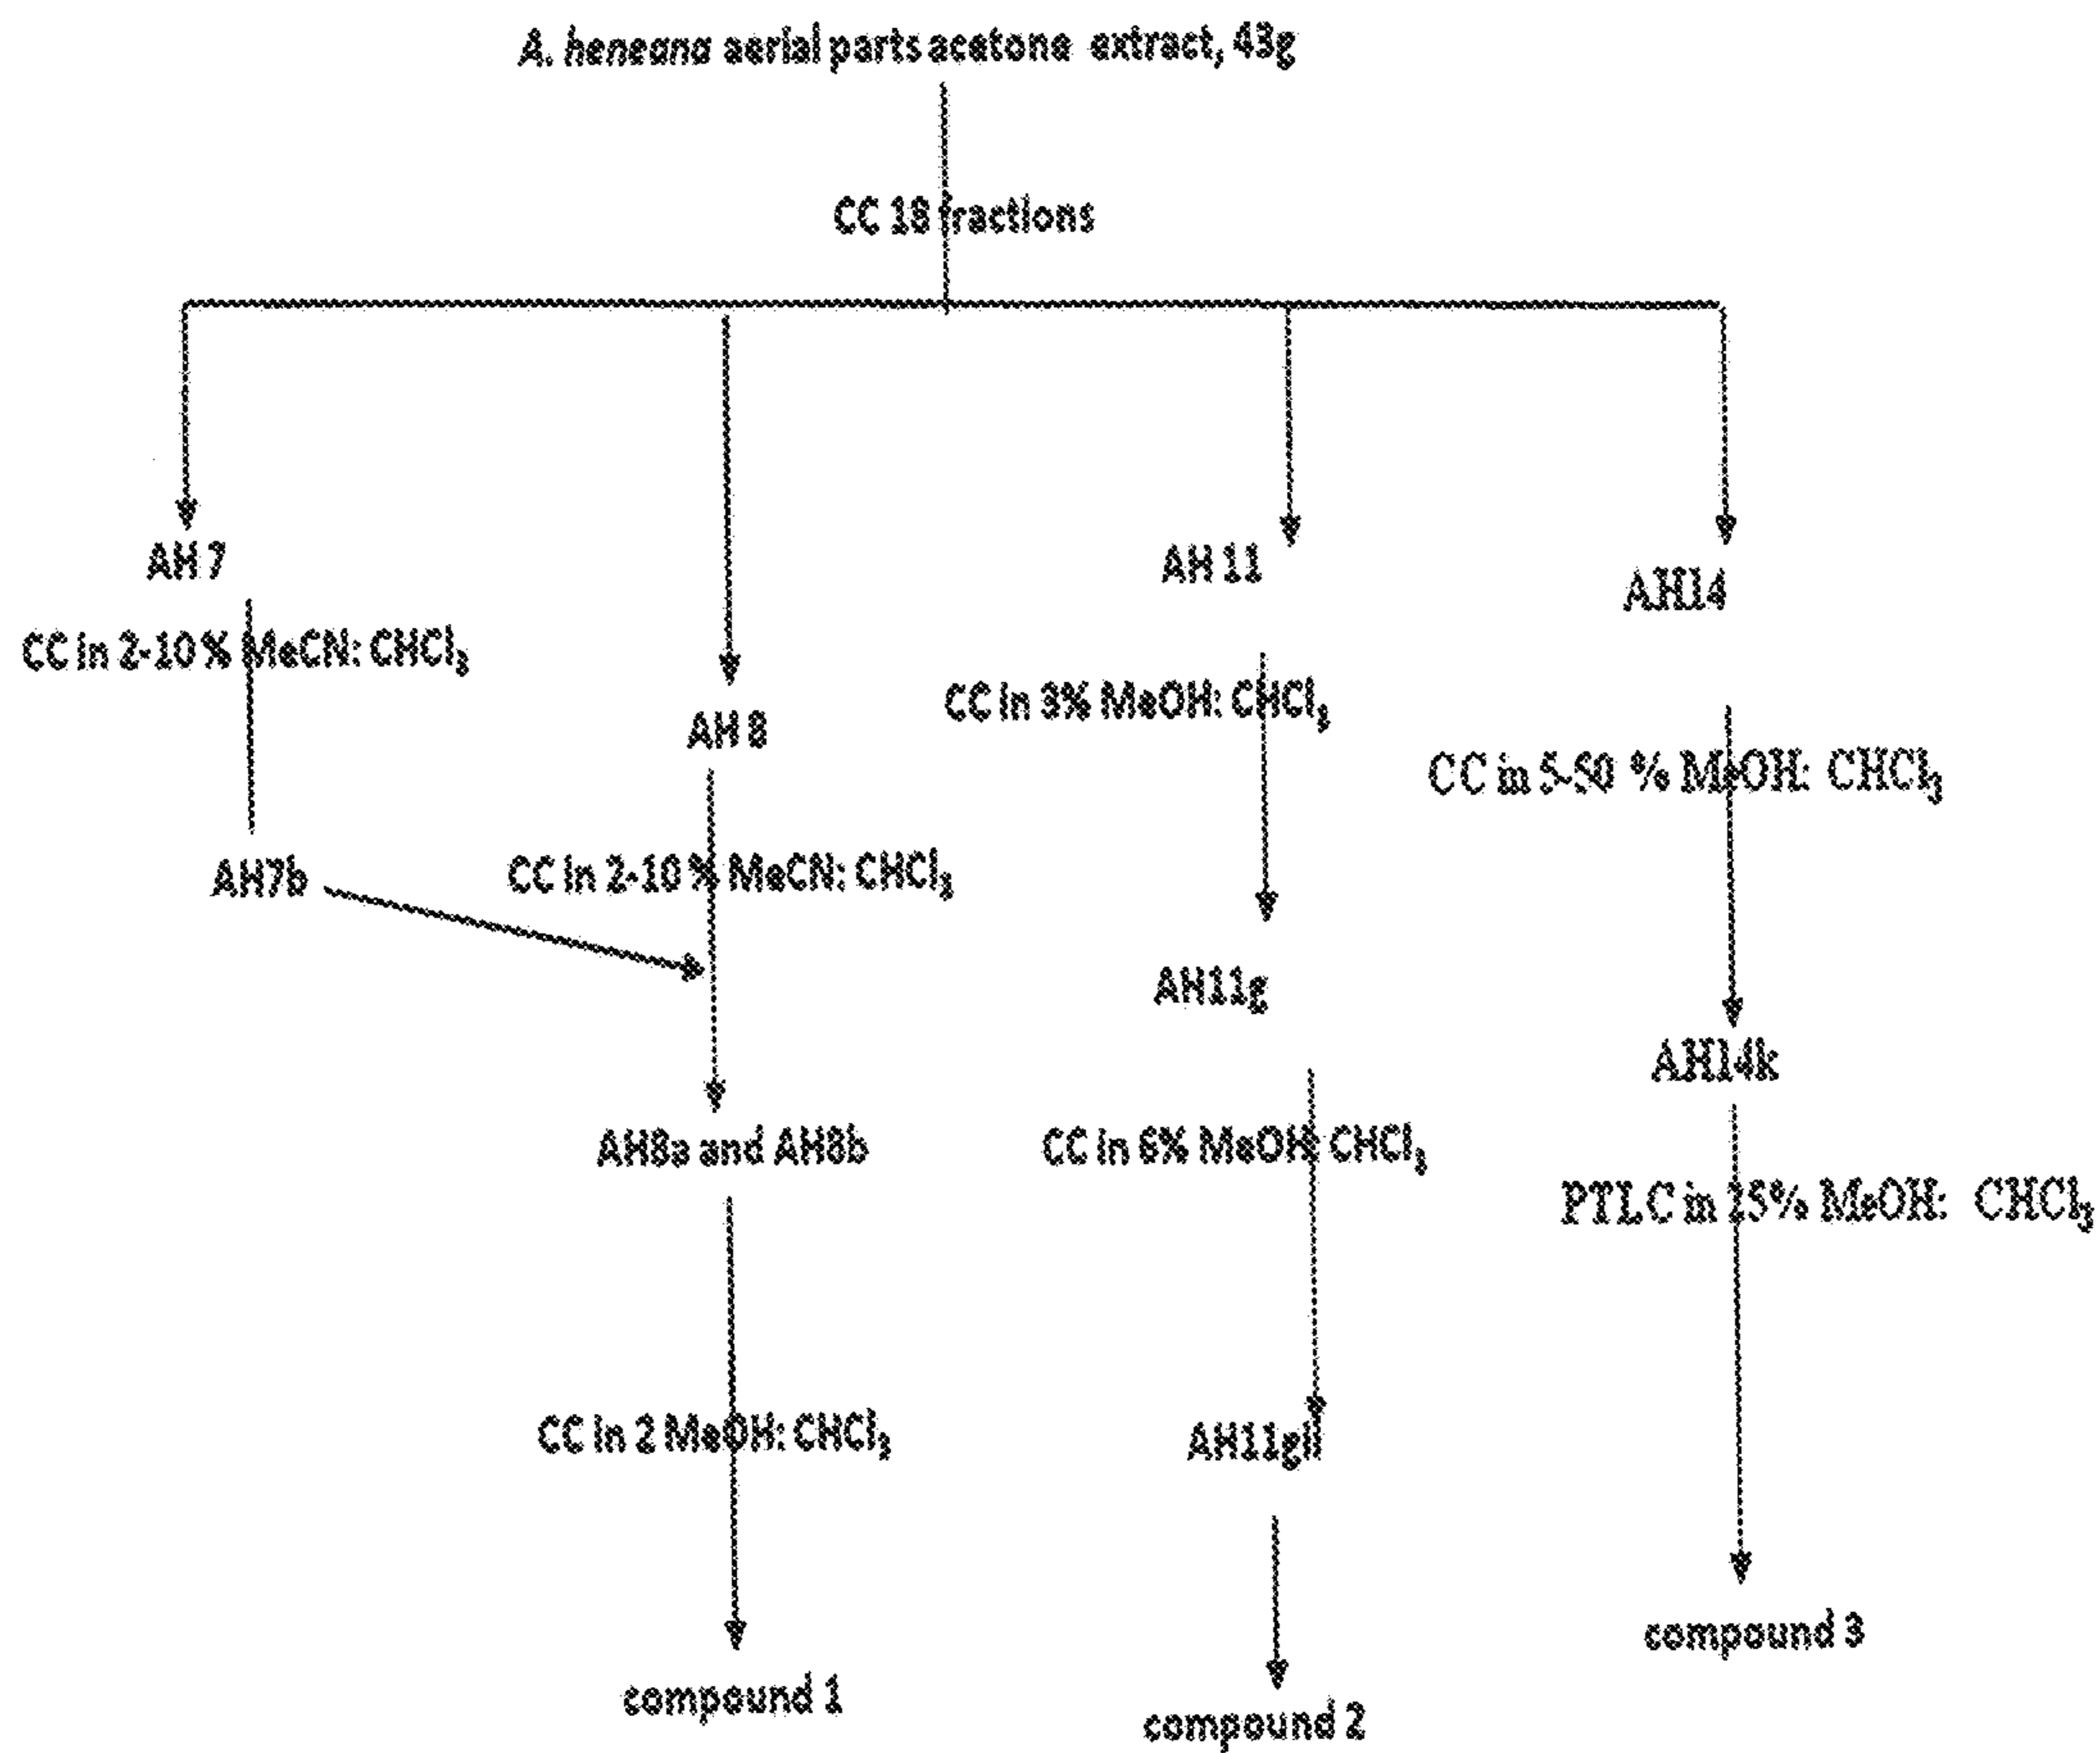 A. heneana aerial parts acetone extract, 43g
CC 18 fractions
AH 7
CC in 2-10 % MeCN: CHCl₃
AH7b
AH 8
CC in 2-10 % MeCN: CHCl₃
AH8a and AH8b
CC in 2 MeOH: CHCl₃
compound 1
AH 11
CC in 3% MeOH: CHCl₃
AH11g
CC in 6% MeOH: CHCl₃
AH11gii
compound 2
AH14
CC in 5-50 % MeOH: CHCl₃
AH14k
PTLC in 25% MeOH: CHCl₃
compound 3